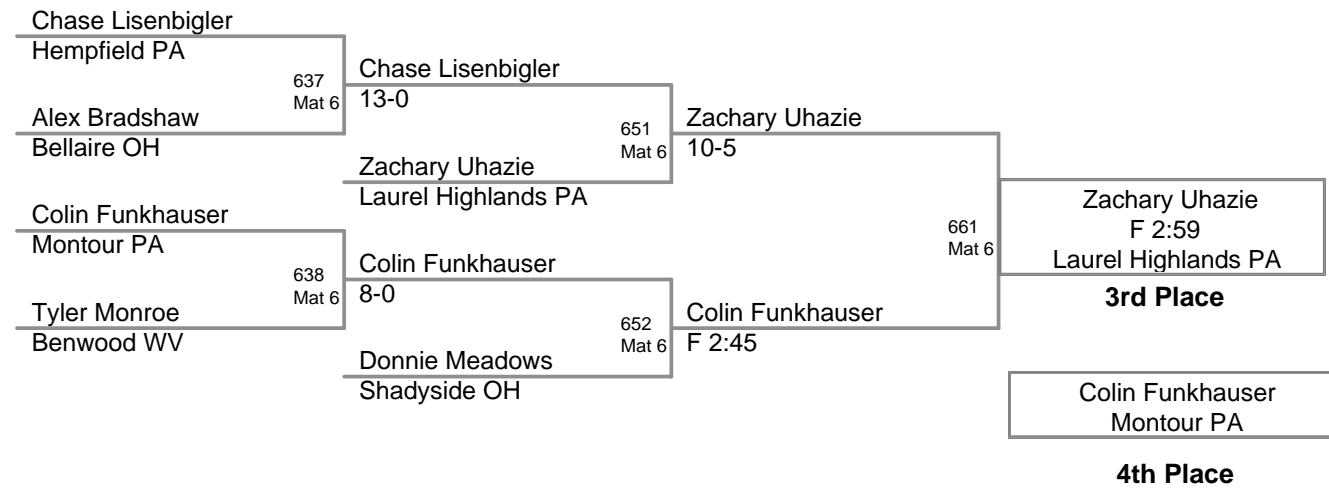 Chase Lisenbigler
Hempfield PA
637
Mat 6
Chase Lisenbigler
13-0
Alex Bradshaw
Bellaire OH
651
Mat 6
Zachary Uhazie
10-5
Zachary Uhazie
Laurel Highlands PA
Colin Funkhauser
Montour PA
638
Mat 6
Colin Funkhauser
8-0
Tyler Monroe
Benwood WV
652
Mat 6
Colin Funkhauser
F 2:45
Donnie Meadows
Shadyside OH
661
Mat 6
Zachary Uhazie
F 2:59
Laurel Highlands PA
3rd Place
Colin Funkhauser
Montour PA
4th Place